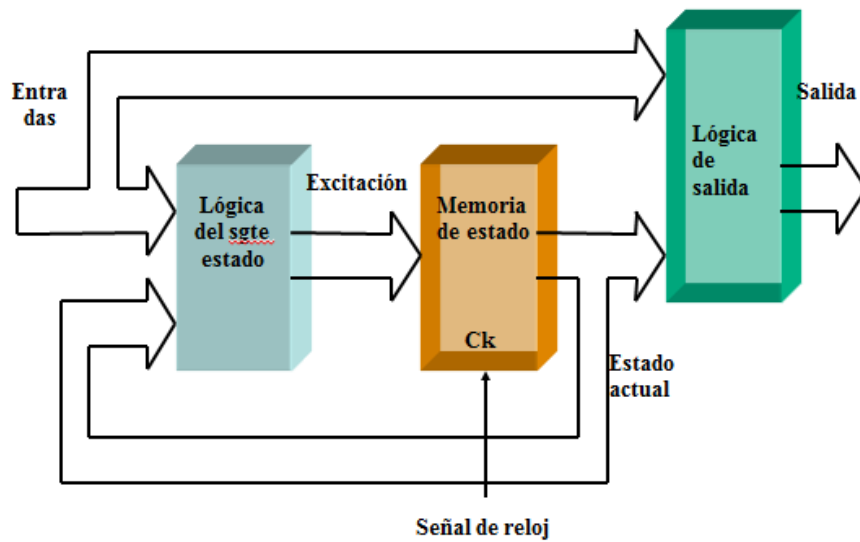 Entra
das
Lógica
del sgte
estado
Excitación
Memoria
de estado
Ck
Señal de reloj
Estado
actual
Lógica
de
salida
Salida